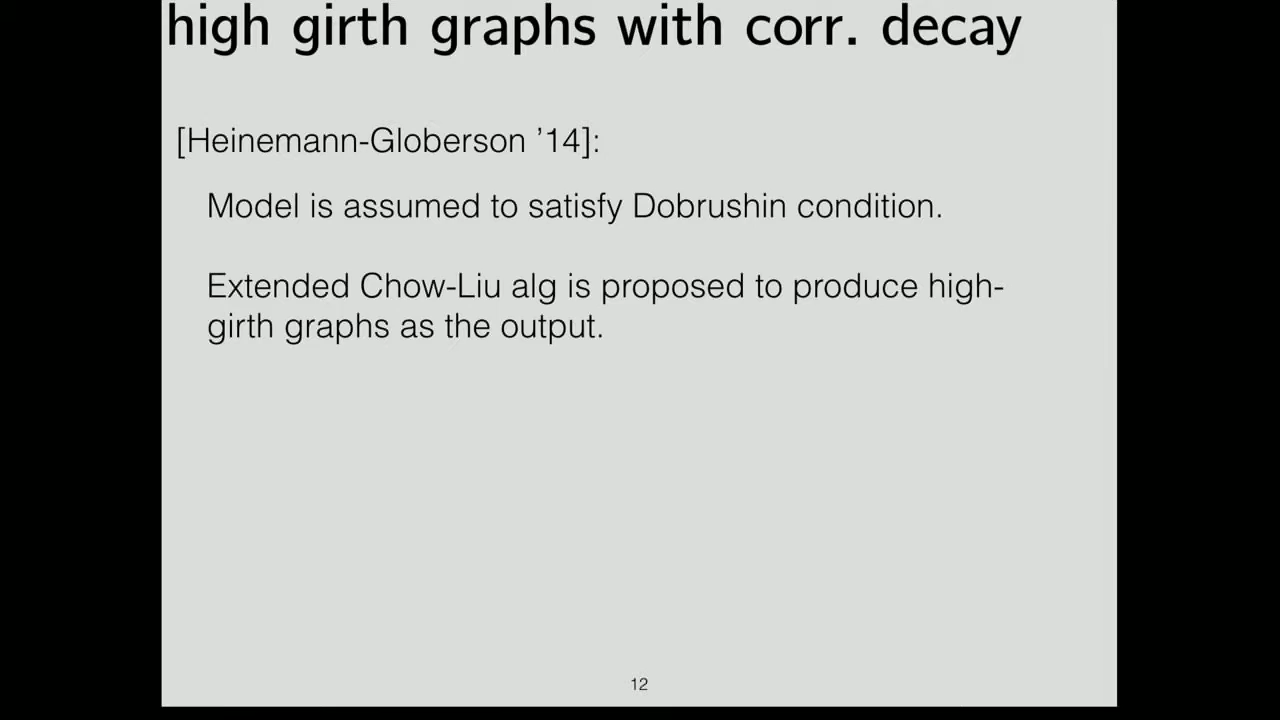 high girth graphs with corr. decay
[Heinemann-Globerson ’14]:
Model is assumed to satisfy Dobrushin condition.
Extended Chow-Liu alg is proposed to produce high-
girth graphs as the output.
12